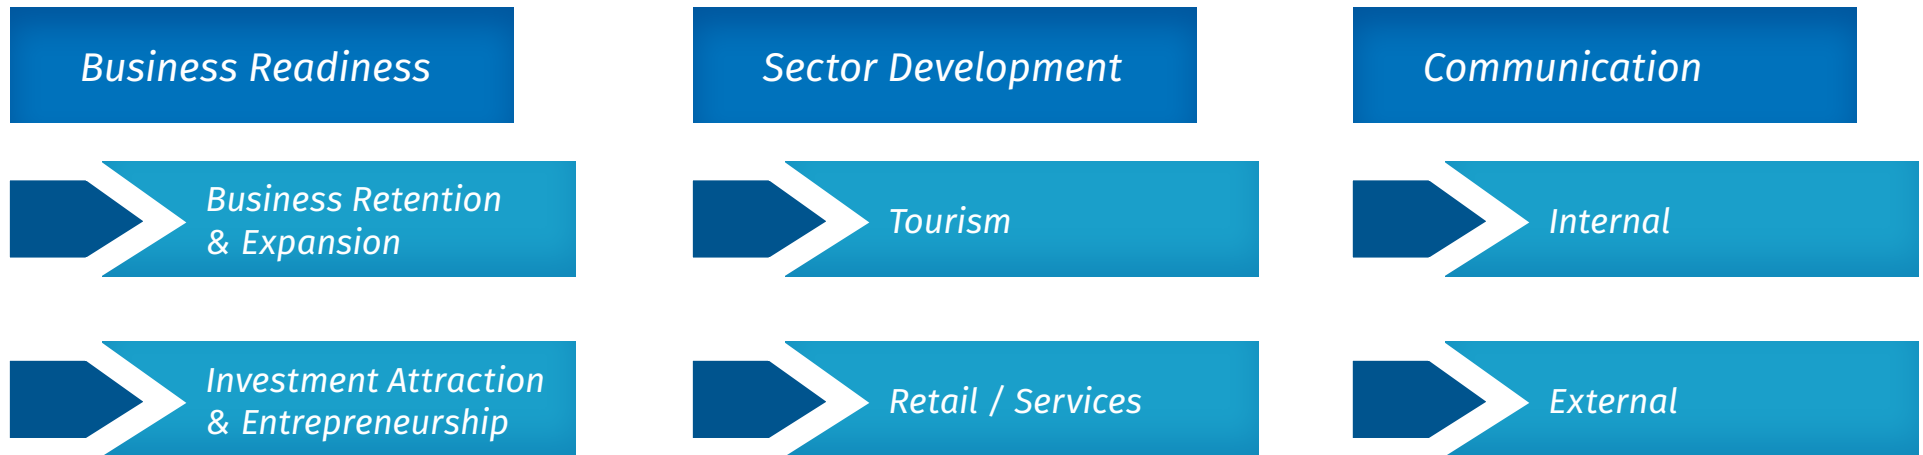 Business Readiness
Sector Development
Communication
Business Retention
& Expansion
Tourism
Internal
Investment Attraction
& Entrepreneurship
Retail / Services
External